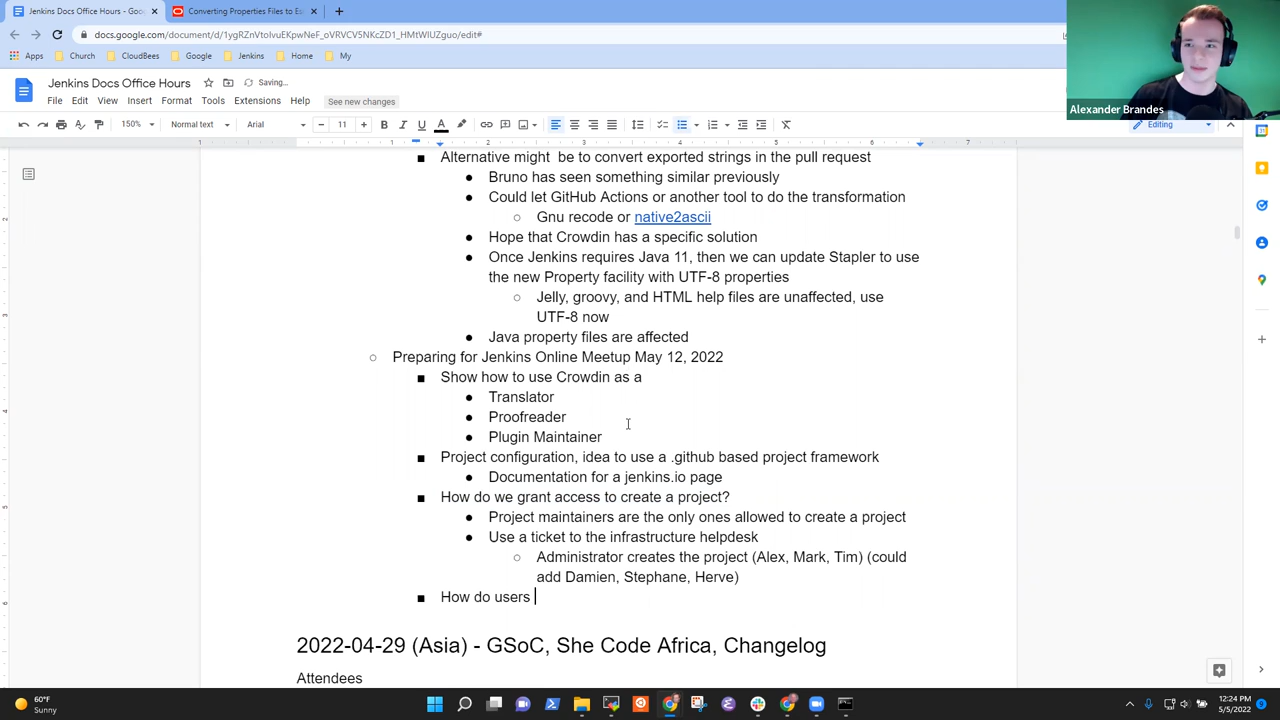 Jenkins Docs Office Hours - Go
Converting Properties Files to Es
docs.google.com/document/d/1ygRZnVtoIvuEKpwNeF_oVRVCV5NKcZD1_HMtWIUZguo/edit#
Apps
Church
CloudBees
Google
Jenkins
Home
My
Alexander Brandes
Jenkins Docs Office Hours
Saving...
File Edit View Insert Format Tools Extensions Help
See new changes
150%
Normal text
Arial
11
Editing
Alternative might be to convert exported strings in the pull request
Bruno has been something similar previously
Could let GitHub Actions or another tool to do the transformation
Gnu recode or native2ascii
Hope that Crowdin has a specific solution
Once Jenkins requires Java 11, then we can update Stapler to use
the new Property facility with UTF-8 properties
Jelly, groovy, and HTML help files are unaffected, use
UTF-8 now
Java property files are affected
Preparing for Jenkins Online Meetup May 12, 2022
Show how to use Crowdin as a
Translator
Proofreader
Plugin Maintainer
Project configuration, idea to use a .github based project framework
Documentation for a jenkins.io page
How do we grant access to create a project?
Project maintainers are the only ones allowed to create a project
Use a ticket to the infrastructure helpdesk
Administrator creates the project (Alex, Mark, Tim) (could
add Damien, Stephane, Herve)
How do users
2022-04-29 (Asia) - GSoC, She Code Africa, Changelog
Attendees
60°F
Sunny
12:24 PM
5/5/2022